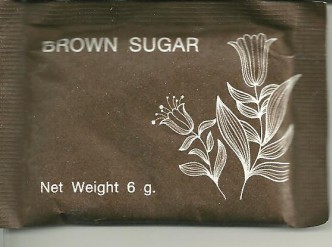 BROWN SUGAR
Net Weight 6 g.